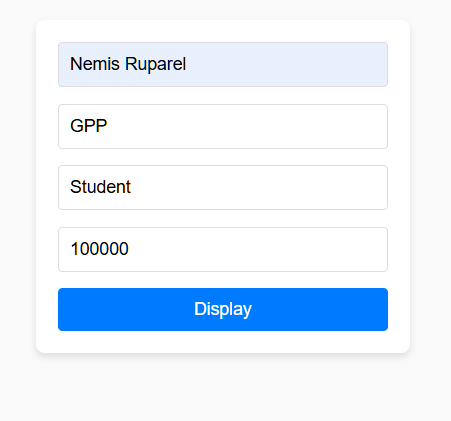 Nemis Ruparel
GPP
Student
100000
Display